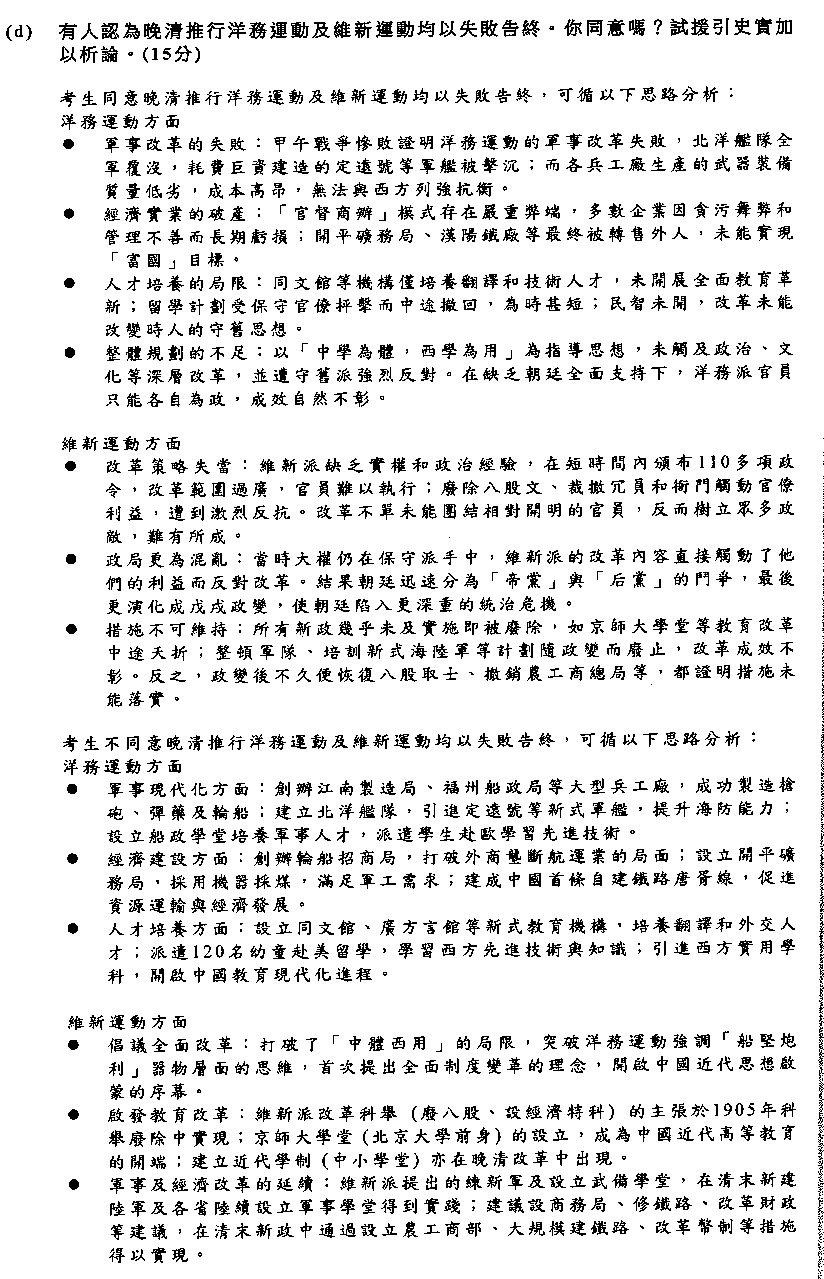 (d) 有人認為晚清推行洋務運動及維新運動均以失敗告終。你同意嗎？試援引史實加
以析論。(15分)
考生同意晚清推行洋務運動及維新運動均以失敗告終，可循以下思路分析：
洋務運動方面
● 軍事改革的失敗：甲午戰爭慘敗證明洋務運動的軍事改革失敗，北洋艦隊全
軍覆沒，耗費巨資建造的定遠號等軍艦被擊沉；而各兵工廠生產的武器裝備
質量低劣，成本高昂，無法與西方列強抗衡。
● 經濟實業的破產：「官督商辦」模式存在嚴重弊端，多數企業因貪污舞弊和
管理不善而長期虧損；開平礦務局、漢陽鐵廠等最終被轉售外人，未能實現
「富國」目標。
● 人才培養的局限：同文館等機構僅培養翻譯和技術人才，未開展全面教育革
新；留學計劃受保守官僚抨擊而中途撤回，為時甚短；民智未開，改革未能
改變時人的守舊思想。
● 整體規劃的不足：以「中學為體，西學為用」為指導思想，未觸及政治、文
化等深層改革，並遭守舊派強烈反對。在缺乏朝廷全面支持下，洋務派官員
只能各自為政，成效自然不彰。
維新運動方面
● 改革策略失當：維新派缺乏實權和政治經驗，在短時間內頒布110多項政
令，改革範圍過廣，官員難以執行；廢除八股文、裁撤冗員和衙門觸動官僚
利益，遭到激烈反抗。改革不單未能團結相對開明的官員，反而樹立眾多政
敵，難有所成。
● 政局更為混亂：當時大權仍在保守派手中，維新派的改革內容直接觸動了他
們的利益而反對改革。結果朝廷迅速分為「帝黨」與「后黨」的鬥爭，最後
更演化成戊戌政變，使朝廷陷入更深重的統治危機。
● 措施不可維持：所有新政幾乎未及實施即被廢除，如京師大學堂等教育改革
中途夭折；整頓軍隊、培訓新式海陸軍等計劃隨政變而廢止，改革成效不
彰。反之，政變後不久便恢復八股取士、撤銷農工商總局等，都證明措施未
能落實。
考生不同意晚清推行洋務運動及維新運動均以失敗告終，可循以下思路分析：
洋務運動方面
● 軍事現代化方面：創辦江南製造局、福州船政局等大型兵工廠，成功製造槍
砲、彈藥及輪船；建立北洋艦隊，引進定遠號等新式軍艦，提升海防能力；
設立船政學堂培養軍事人才，派遣學生赴歐學習先進技術。
● 經濟建設方面：創辦輪船招商局，打破外商壟斷航運業的局面；設立開平礦
務局，採用機器採煤，滿足軍工需求；建成中國首條自建鐵路唐胥線，促進
資源運輸與經濟發展。
● 人才培養方面：設立同文館、廣方言館等新式教育機構，培養翻譯和外交人
才；派遣120名幼童赴美留學，學習西方先進技術與知識；引進西方實用學
科，開啟中國教育現代化進程。
維新運動方面
● 倡議全面改革：打破了「中體西用」的局限，突破洋務運動強調「船堅炮
利」器物層面的思維，首次提出全面制度變革的理念，開啟中國近代思想啟
蒙的序幕。
● 啟發教育改革：維新派改革科舉（廢八股、設經濟特科）的主張於1905年科
舉廢除中實現；京師大學堂（北京大學前身）的設立，成為中國近代高等教育
的開端；建立近代學制（中小學堂）亦在晚清改革中出現。
● 軍事及經濟改革的延續：維新派提出的練新軍及設立武備學堂，在清末新建
陸軍及各省陸續設立軍事學堂得到實踐；建議設商務局、修鐵路、改革財政
等建議，在清末新政中通過設立農工商部、大規模建鐵路、改革幣制等措施
得以實現。